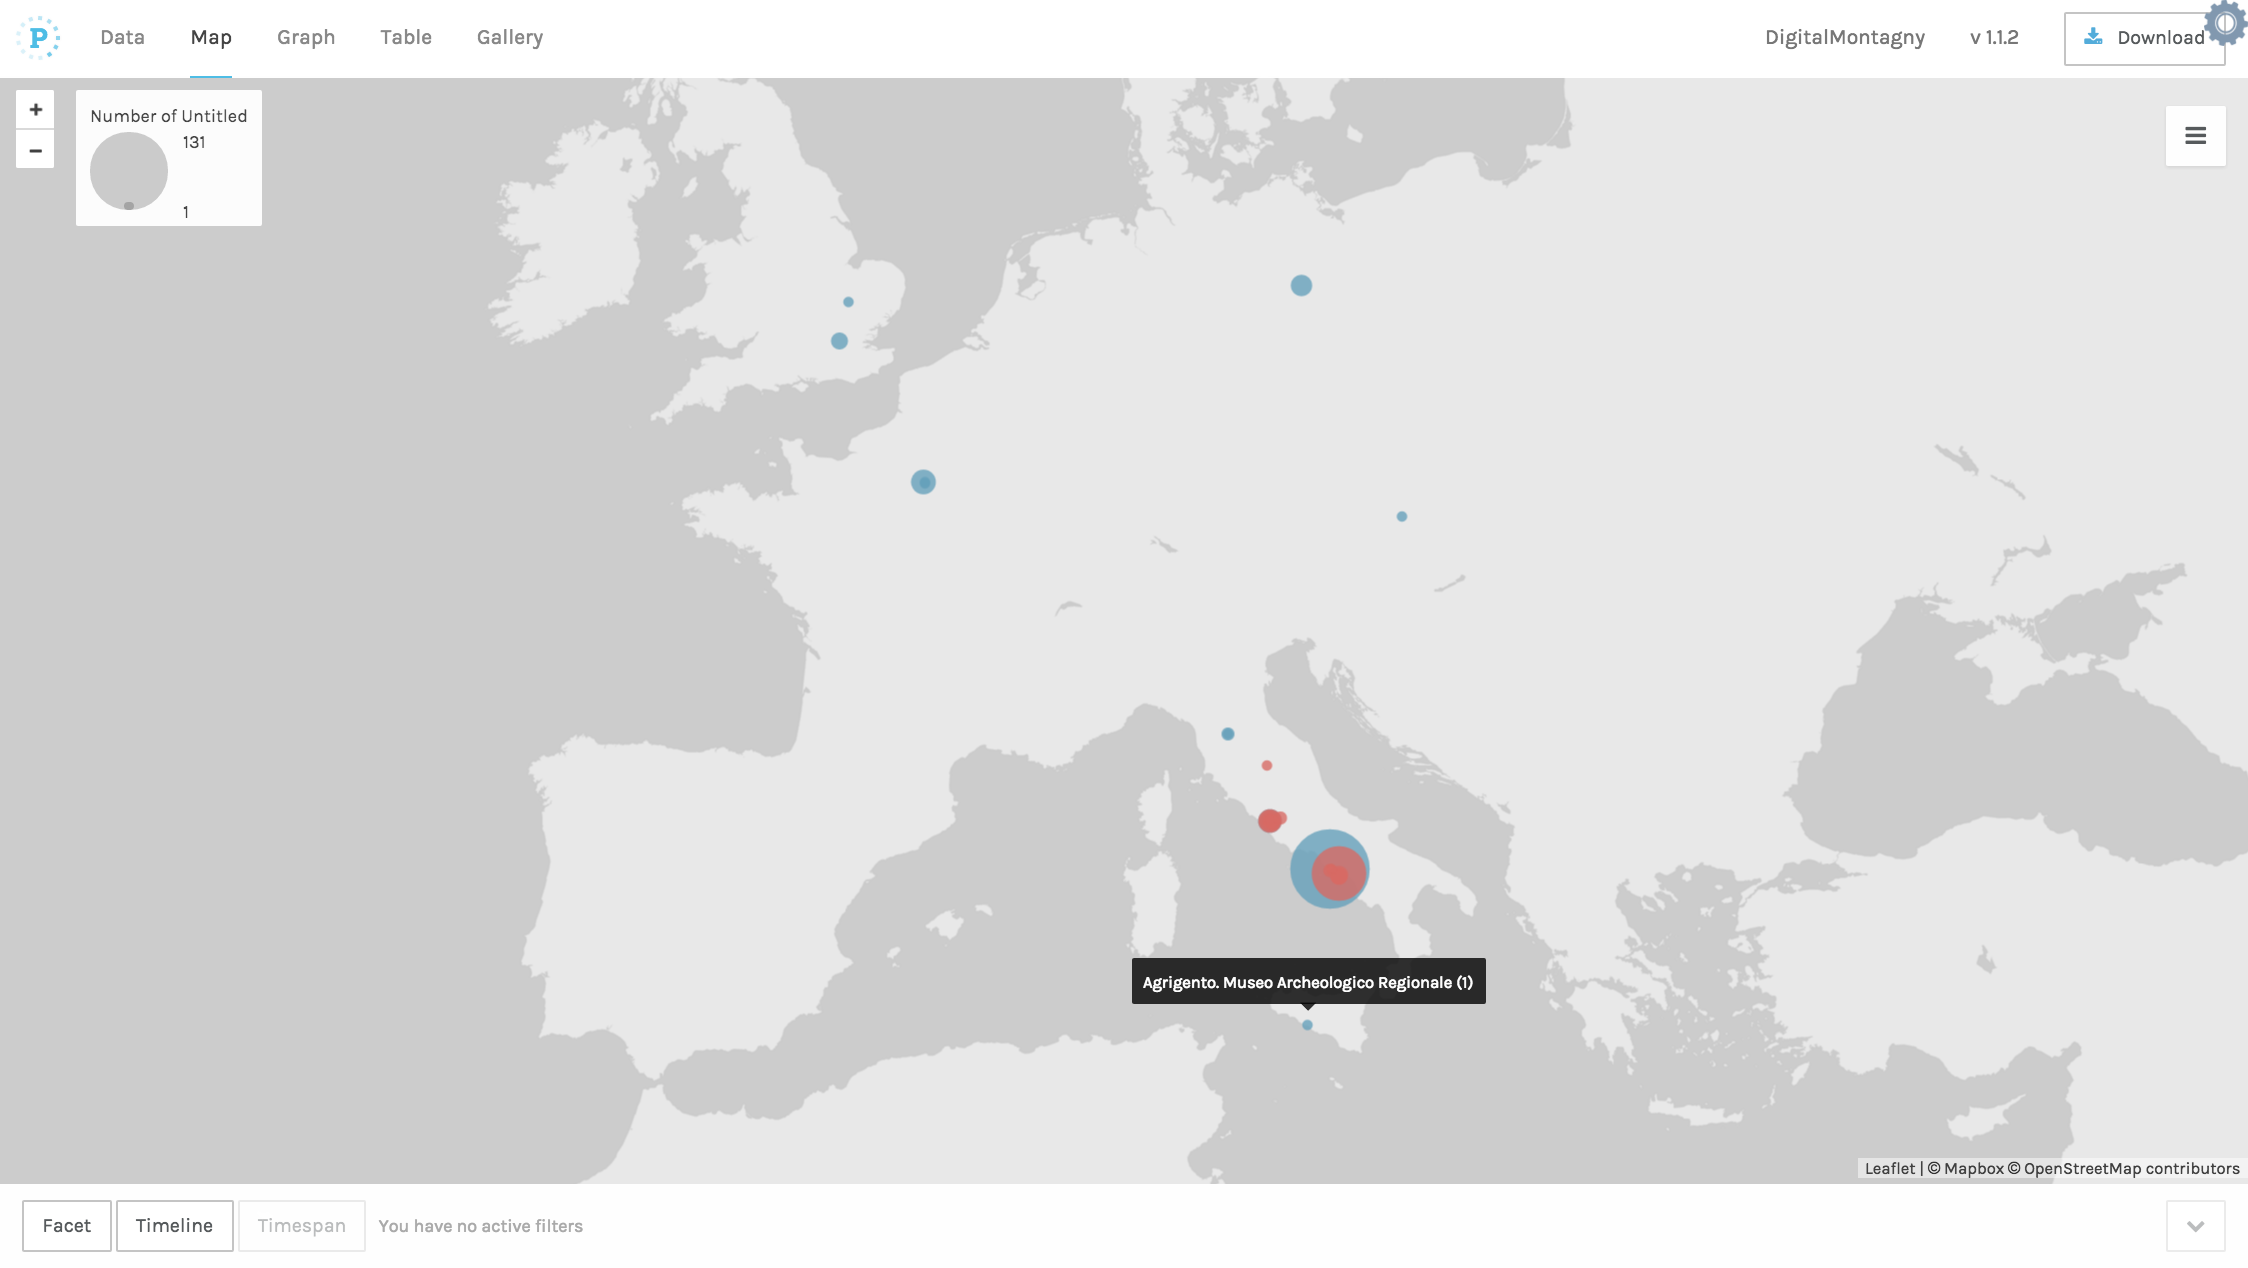 P
Data
Map
Graph
Table
Gallery
DigitalMontagny
v 1.1.2
Download
+
−
Number of Untitled
131
1
Agrigento. Museo Archeologico Regionale (1)
Leaflet | © Mapbox © OpenStreetMap contributors
Facet
Timeline
Timespan
You have no active filters